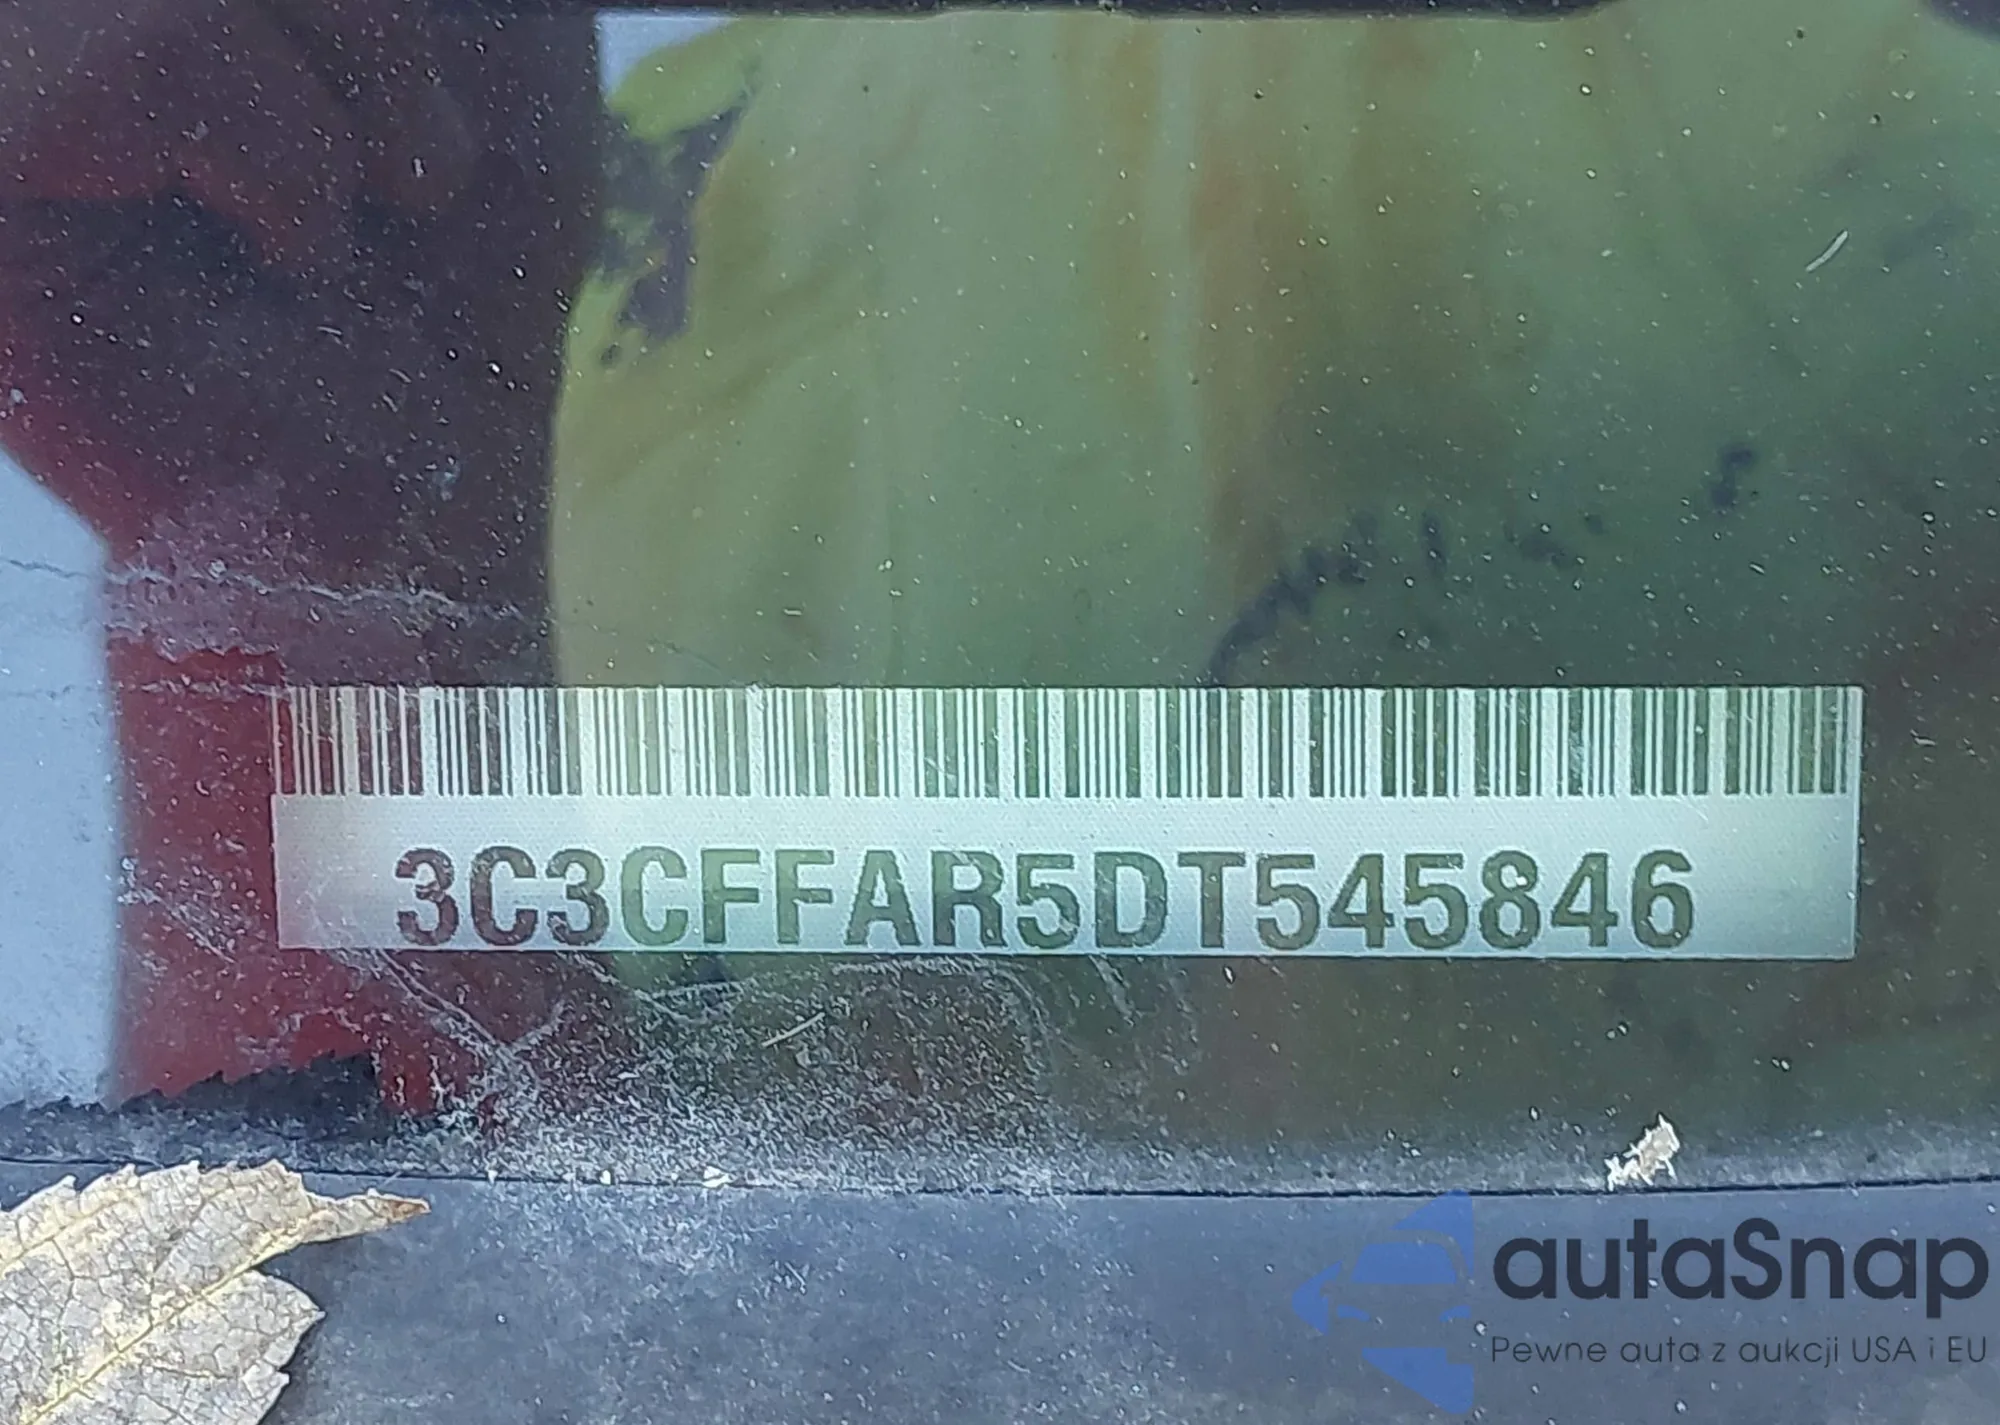 3C3CFFAR5DT545846
autaSnap
Pewne auta z aukcji USA i EU